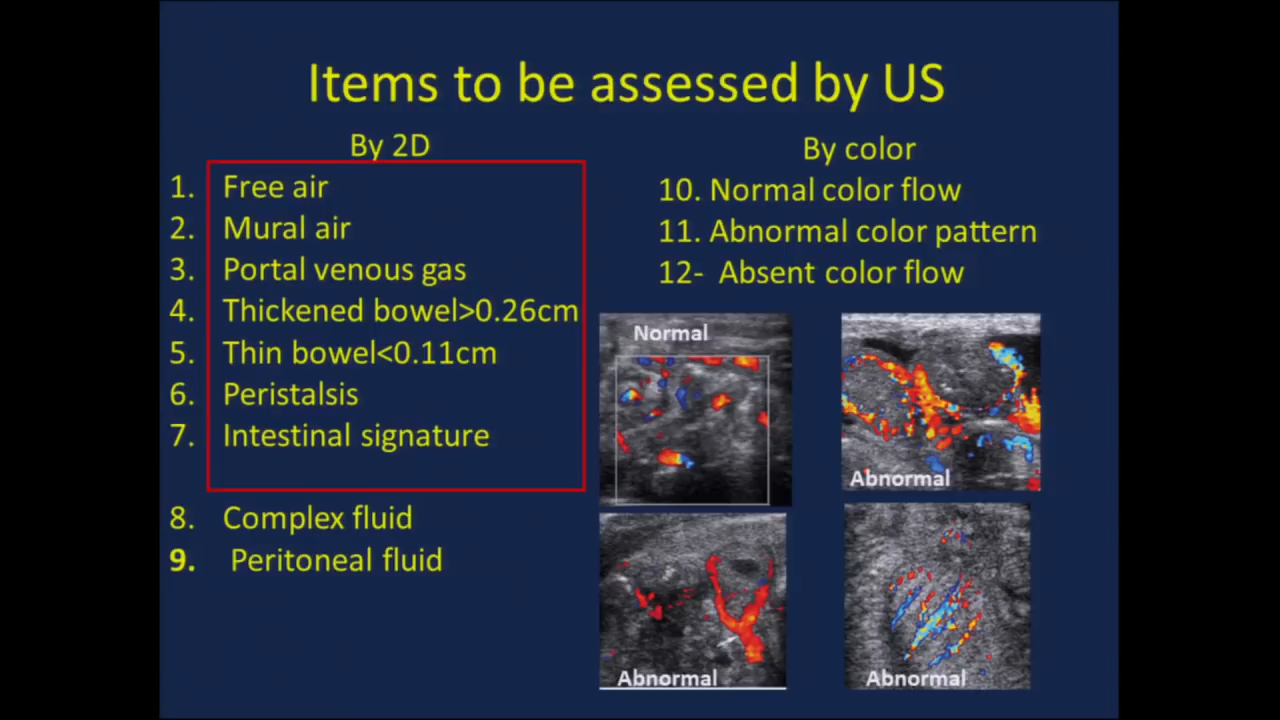 Items to be assessed by US
By 2D
1. Free air
2. Mural air
3. Portal venous gas
4. Thickened bowel>0.26cm
5. Thin bowel<0.11cm
6. Peristalsis
7. Intestinal signature
8. Complex fluid
9. Peritoneal fluid
By color
10. Normal color flow
11. Abnormal color pattern
12- Absent color flow
Normal
Abnormal
Abnormal
Abnormal